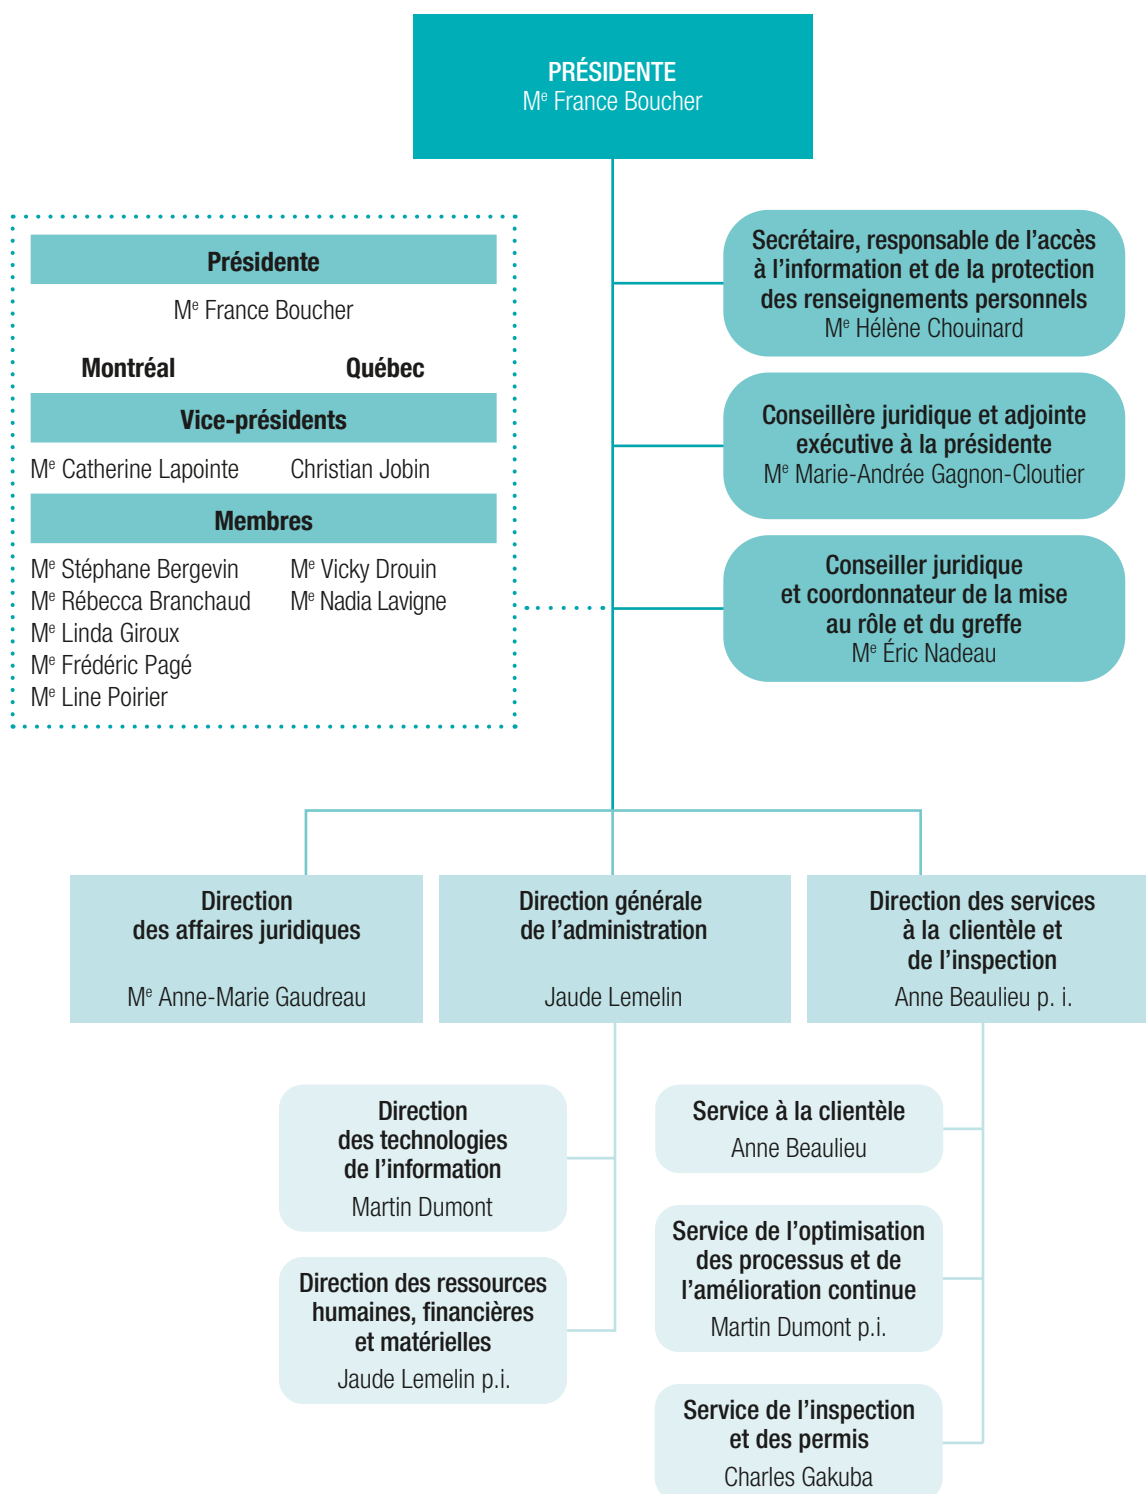 PRÉSIDENTE
Me France Boucher
Présidente
Me France Boucher
Montréal Québec
Vice-présidents
Me Catherine Lapointe Christian Jobin
Membres
Me Stéphane Bergevin Me Vicky Drouin
Me Rébecca Branchaud Me Nadia Lavigne
Me Linda Giroux
Me Frédéric Pagé
Me Line Poirier
Secrétaire, responsable de l’accès
à l’information et de la protection
des renseignements personnels
Me Hélène Chouinard
Conseillère juridique et adjointe
exécutive à la présidente
Me Marie-Andrée Gagnon-Cloutier
Conseiller juridique
et coordonnateur de la mise
au rôle et du greffe
Me Éric Nadeau
Direction
des affaires juridiques
Me Anne-Marie Gaudreau
Direction générale
de l’administration
Jaude Lemelin
Direction des services
à la clientèle et
de l’inspection
Anne Beaulieu p. i.
Direction
des technologies
de l’information
Martin Dumont
Direction des ressources
humaines, financières
et matérielles
Jaude Lemelin p.i.
Service à la clientèle
Anne Beaulieu
Service de l’optimisation
des processus et de
l’amélioration continue
Martin Dumont p.i.
Service de l’inspection
et des permis
Charles Gakuba